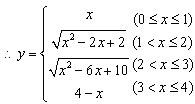 ∴ y = { x (0 ≤ x ≤ 1)
√(x² − 2x + 2) (1 < x ≤ 2)
√(x² − 6x + 10) (2 < x ≤ 3)
4 − x (3 < x ≤ 4)